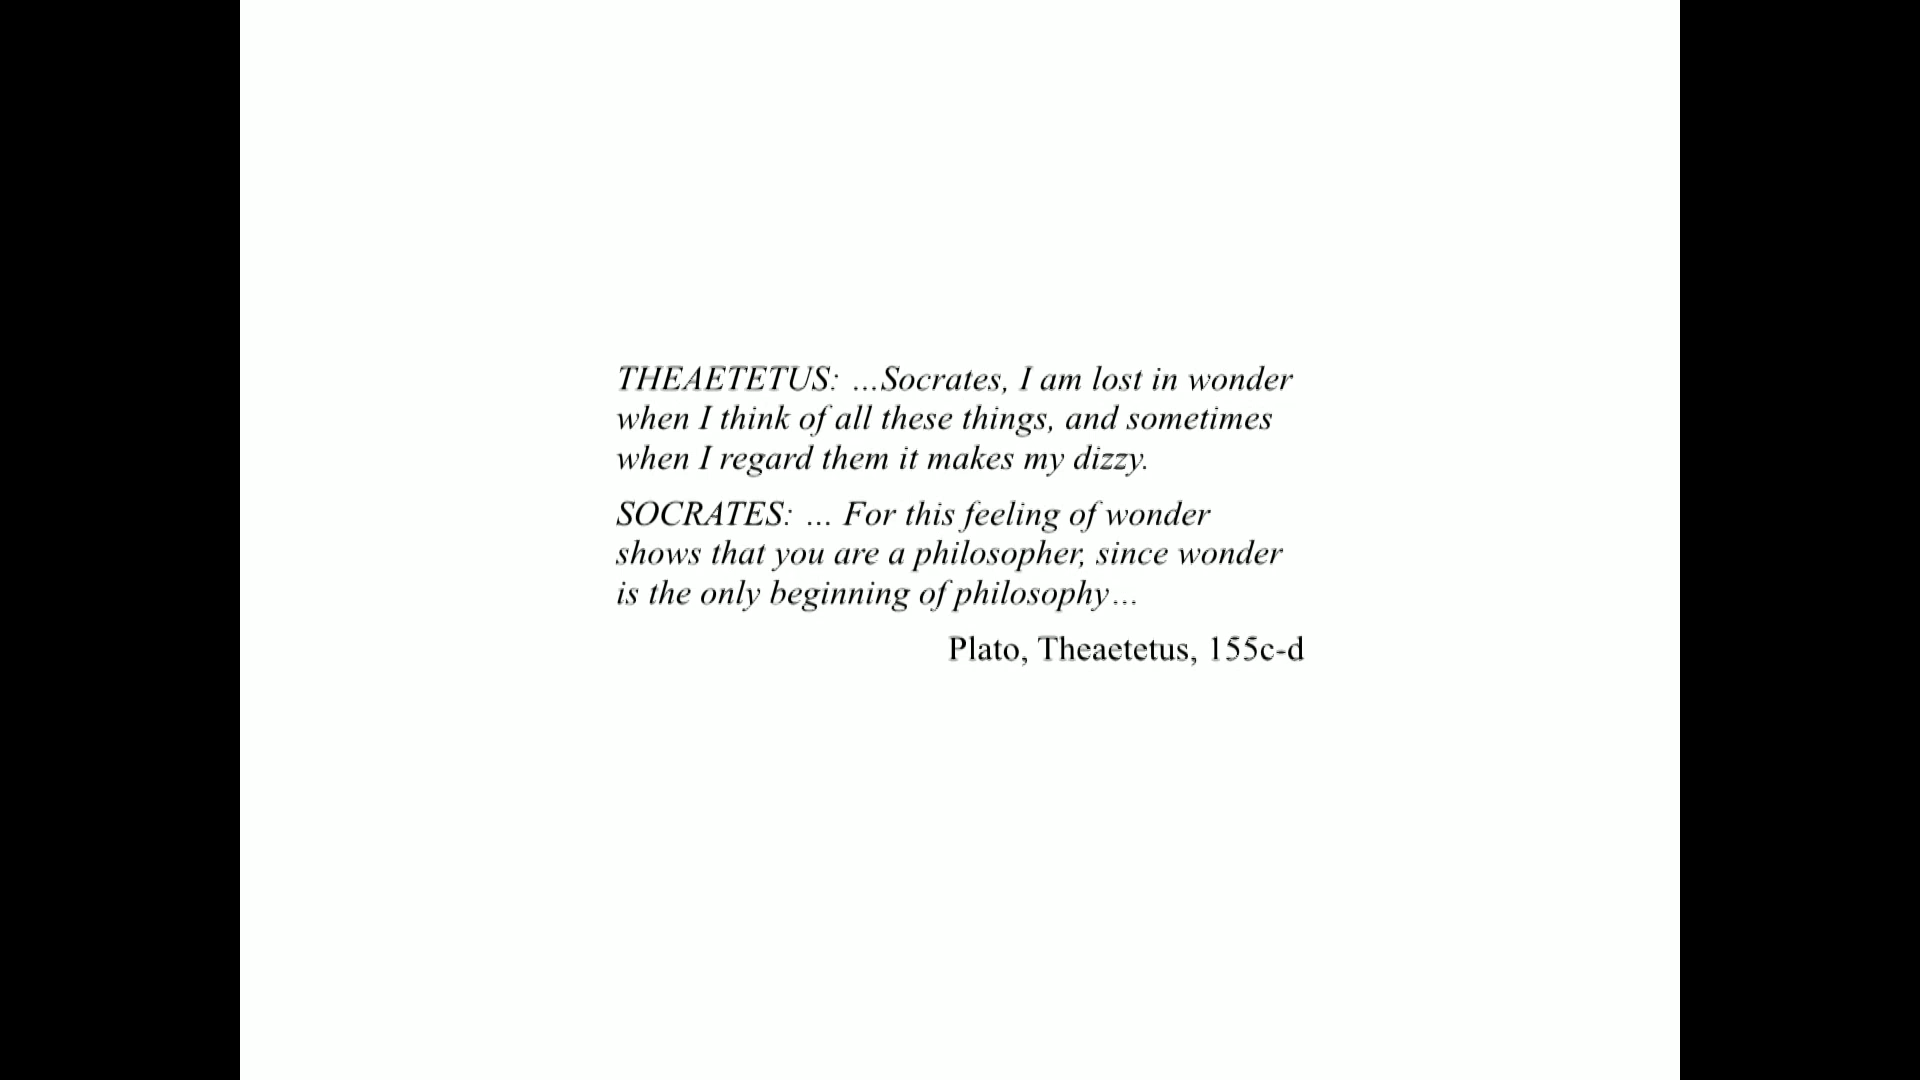 THEAETETUS: …Socrates, I am lost in wonder
when I think of all these things, and sometimes
when I regard them it makes my dizzy.
SOCRATES: … For this feeling of wonder
shows that you are a philosopher, since wonder
is the only beginning of philosophy…
Plato, Theaetetus, 155c-d